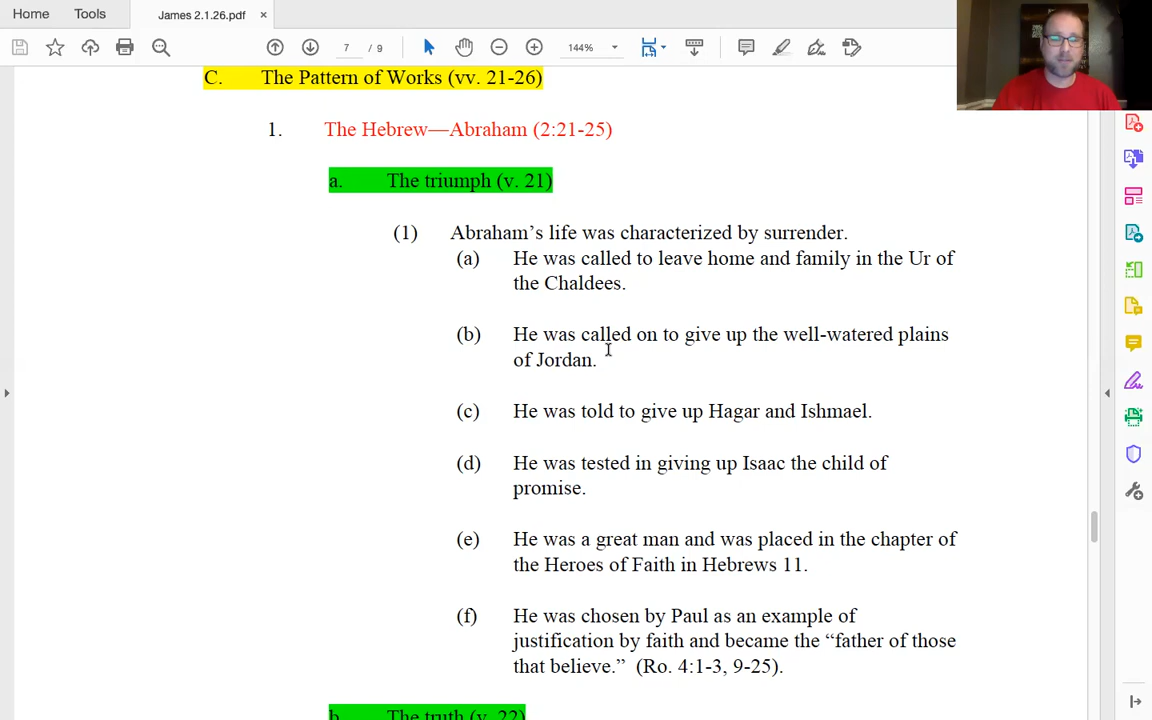 Home Tools James 2.1.26.pdf ×
7 / 9 144%
C. The Pattern of Works (vv. 21-26)
1. The Hebrew—Abraham (2:21-25)
a. The triumph (v. 21)
(1) Abraham’s life was characterized by surrender.
(a) He was called to leave home and family in the Ur of
the Chaldees.
(b) He was called on to give up the well-watered plains
of Jordan.
(c) He was told to give up Hagar and Ishmael.
(d) He was tested in giving up Isaac the child of
promise.
(e) He was a great man and was placed in the chapter of
the Heroes of Faith in Hebrews 11.
(f) He was chosen by Paul as an example of
justification by faith and became the “father of those
that believe.” (Ro. 4:1-3, 9-25).
b. The truth (v. 22)